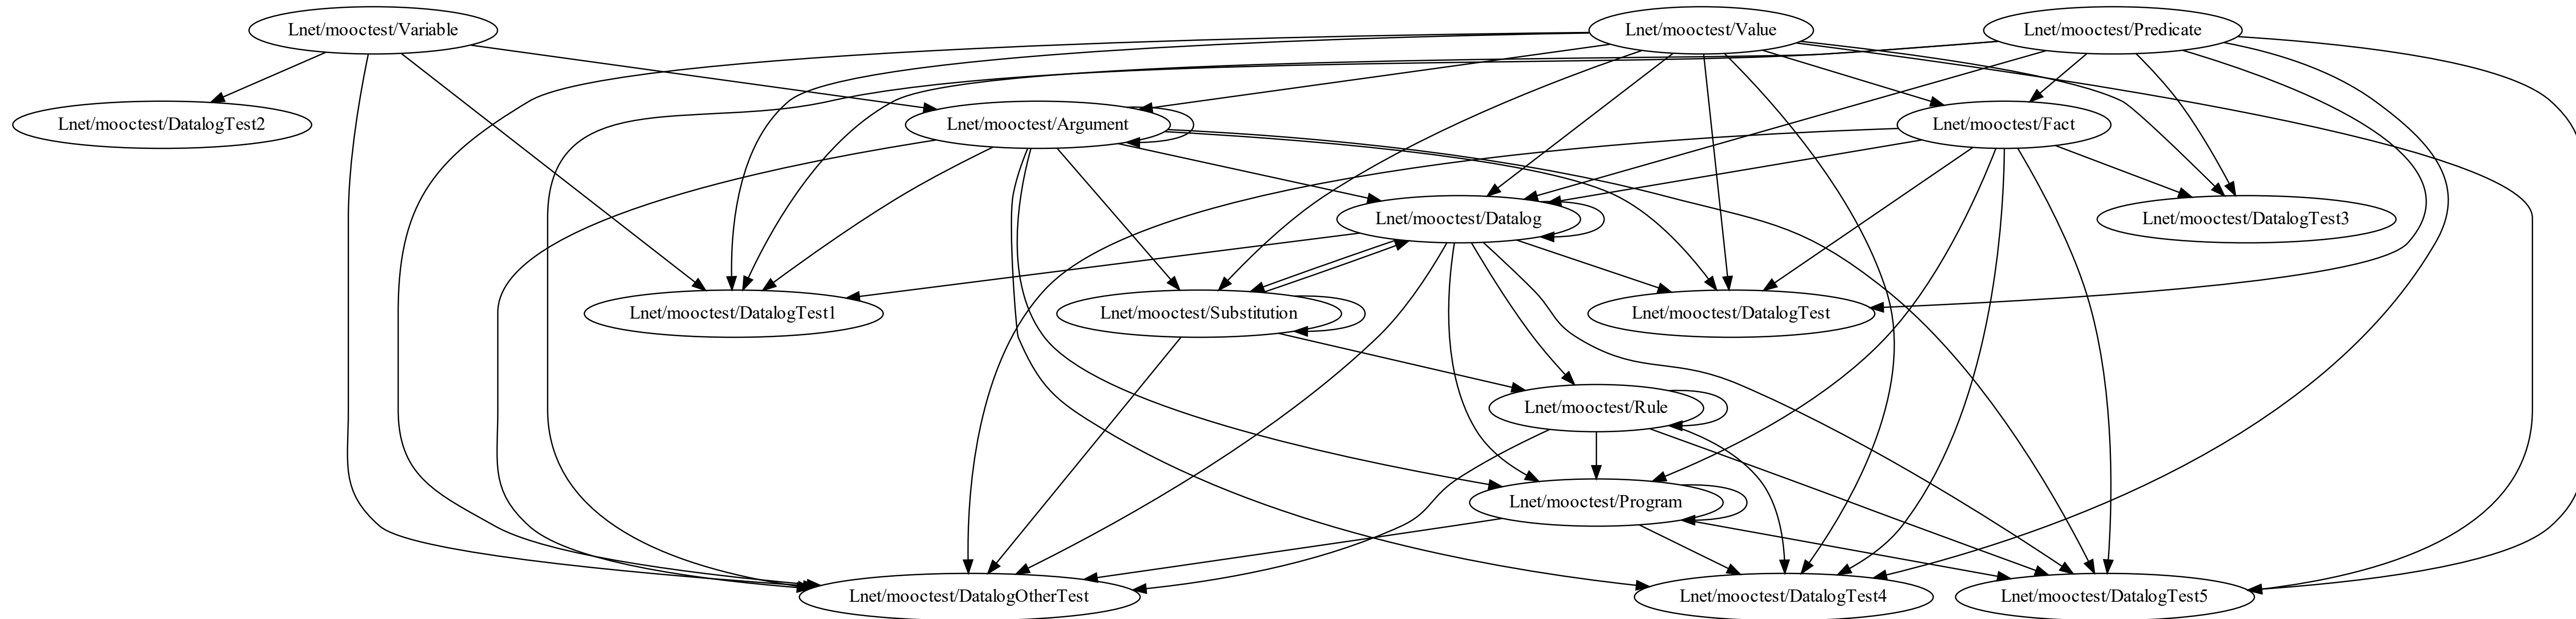 Lnet/mooctest/Variable
Lnet/mooctest/Value
Lnet/mooctest/Predicate
Lnet/mooctest/DatalogTest2
Lnet/mooctest/Argument
Lnet/mooctest/Fact
Lnet/mooctest/Datalog
Lnet/mooctest/DatalogTest3
Lnet/mooctest/DatalogTest1
Lnet/mooctest/Substitution
Lnet/mooctest/DatalogTest
Lnet/mooctest/Rule
Lnet/mooctest/Program
Lnet/mooctest/DatalogOtherTest
Lnet/mooctest/DatalogTest4
Lnet/mooctest/DatalogTest5